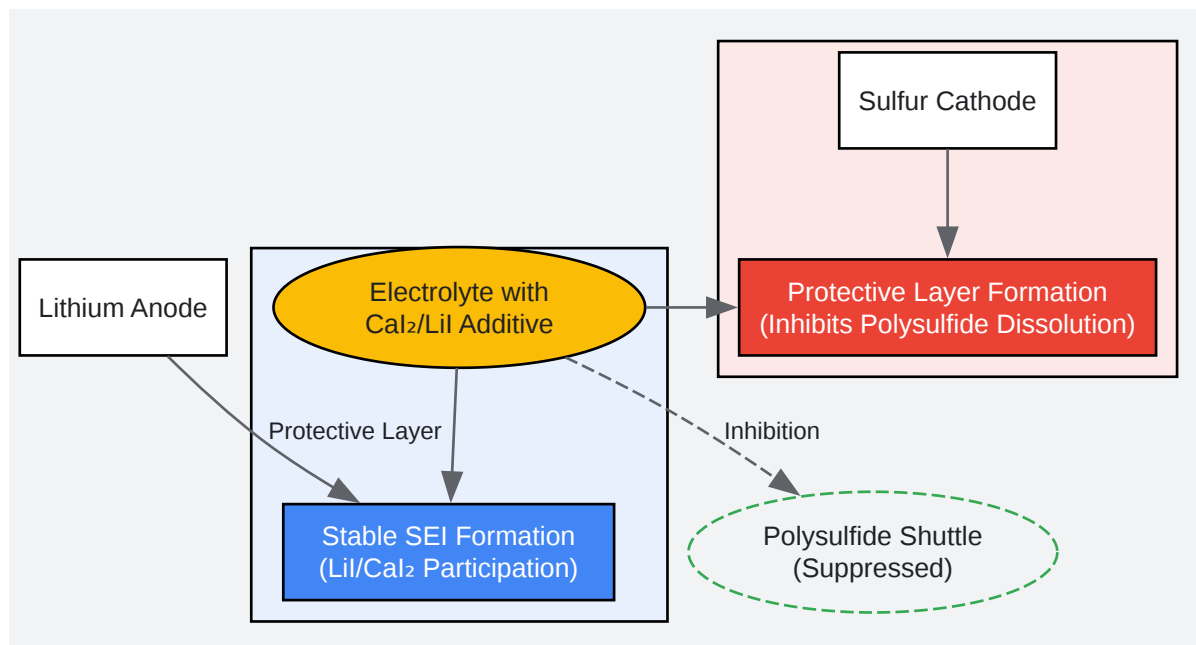 Sulfur Cathode
Lithium Anode
Electrolyte with
CaI₂/LiI Additive
Protective Layer Formation
(Inhibits Polysulfide Dissolution)
Protective Layer
Inhibition
Stable SEI Formation
(LiI/CaI₂ Participation)
Polysulfide Shuttle
(Suppressed)